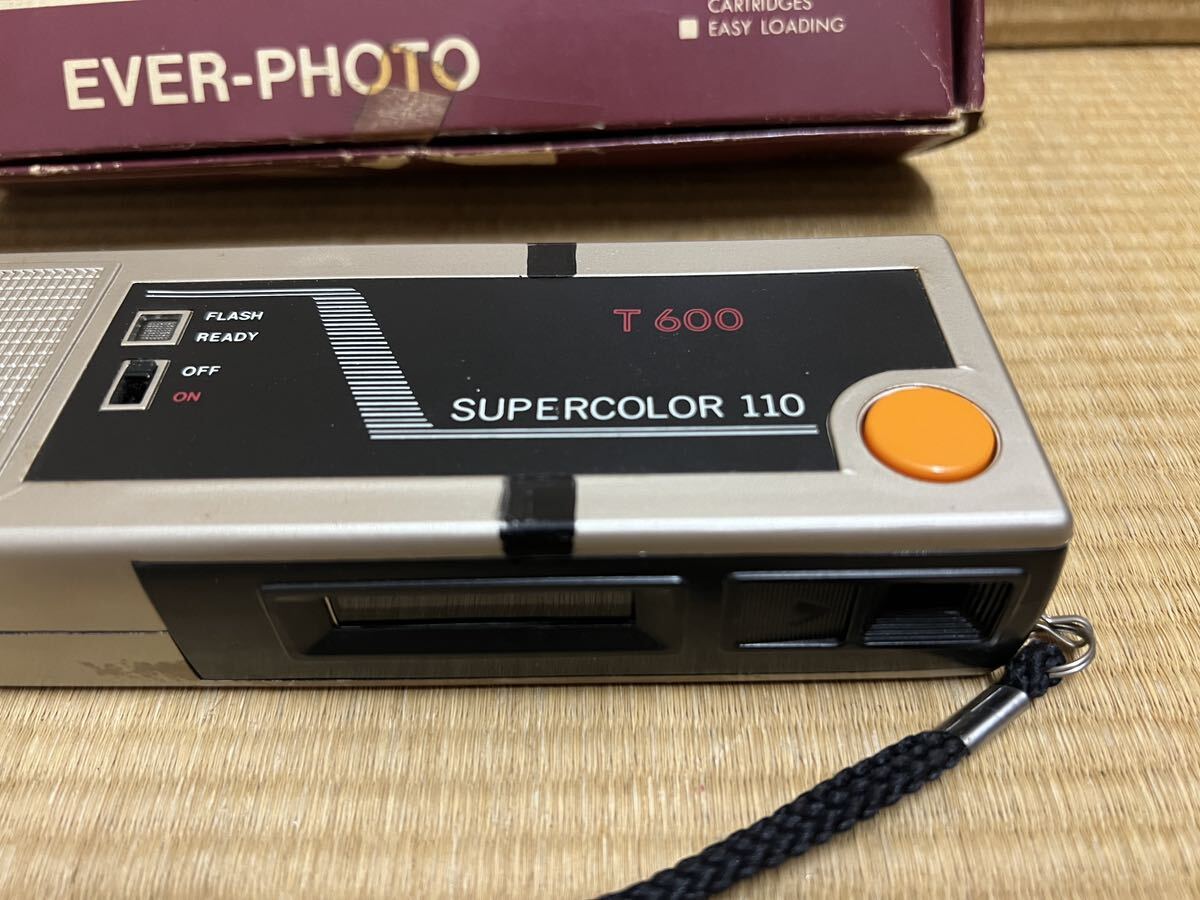 CARTRIDGES
EASY LOADING
EVER-PHOTO
FLASH
READY
OFF
ON
T 600
SUPERCOLOR 110